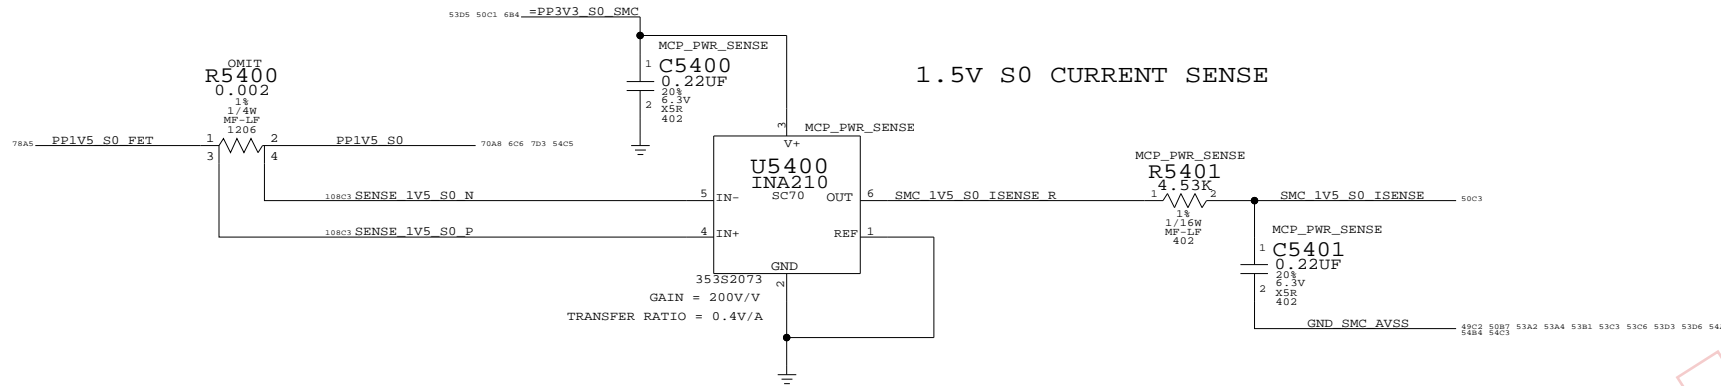 53D5 50C1 6B4 =PP3V3_S0_SMC
MCP_PWR_SENSE
1 C5400
0.22UF
20%
6.3V
2 X5R
402
1.5V S0 CURRENT SENSE
OMIT
R5400
0.002
1%
1/4W
MF-LF
1206
78A5 PP1V5_S0_FET 1 2 PP1V5_S0 70A8 6C6 7D3 54C5
3 4
3 MCP_PWR_SENSE
V+
U5400
INA210
SC70
108C3 SENSE_1V5_S0_N 5 IN- OUT 6 SMC_1V5_S0_ISENSE_R
108C3 SENSE_1V5_S0_P 4 IN+ REF 1
GND
2
353S2073
GAIN = 200V/V
TRANSFER RATIO = 0.4V/A
MCP_PWR_SENSE
R5401
4.53K
1 2 SMC_1V5_S0_ISENSE 50C3
1%
1/16W
MF-LF
402
MCP_PWR_SENSE
1 C5401
0.22UF
20%
6.3V
2 X5R
402
GND_SMC_AVSS 49C2 50B7 53A2 53A4 53B1 53C3 53C6 53D3 53D6
54B4 54C3